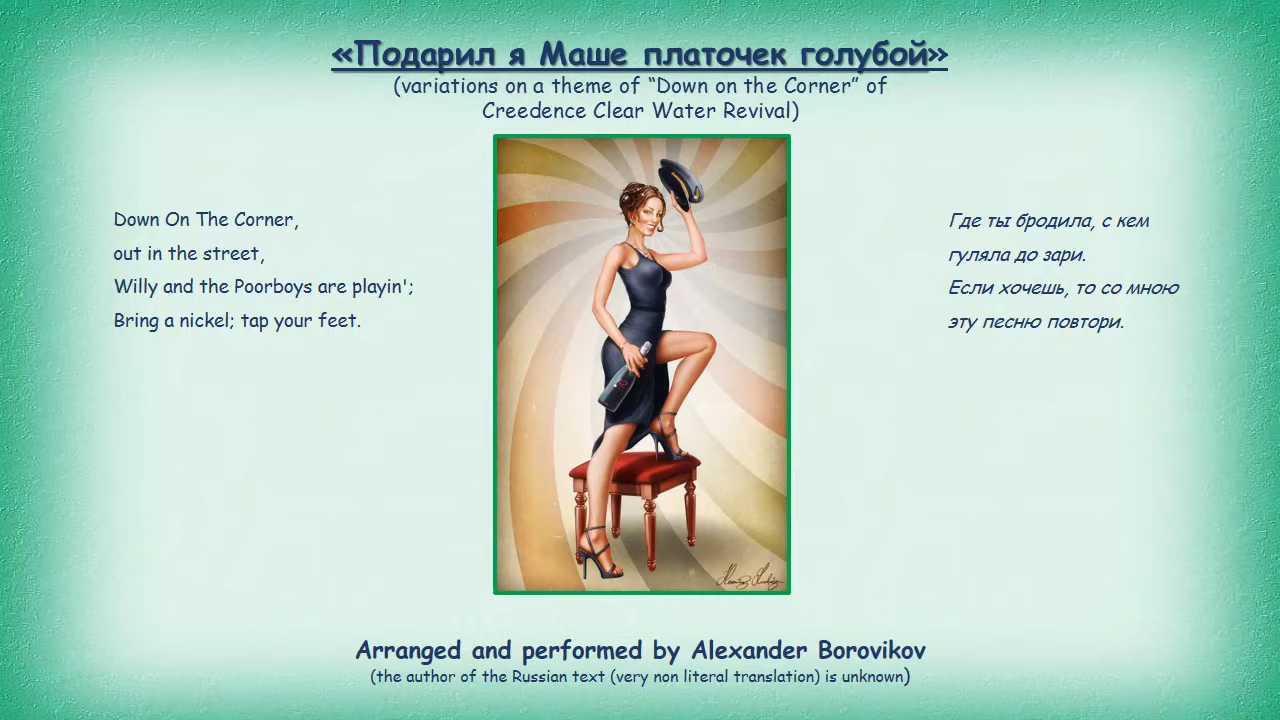 «Подарил я Маше платочек голубой»
(variations on a theme of “Down on the Corner” of
Creedence Clear Water Revival)
Down On The Corner,
out in the street,
Willy and the Poorboys are playin';
Bring a nickel; tap your feet.
Где ты бродила, с кем
гуляла до зари.
Если хочешь, то со мною
эту песню повтори.
Arranged and performed by Alexander Borovikov
(the author of the Russian text (very non literal translation) is unknown)